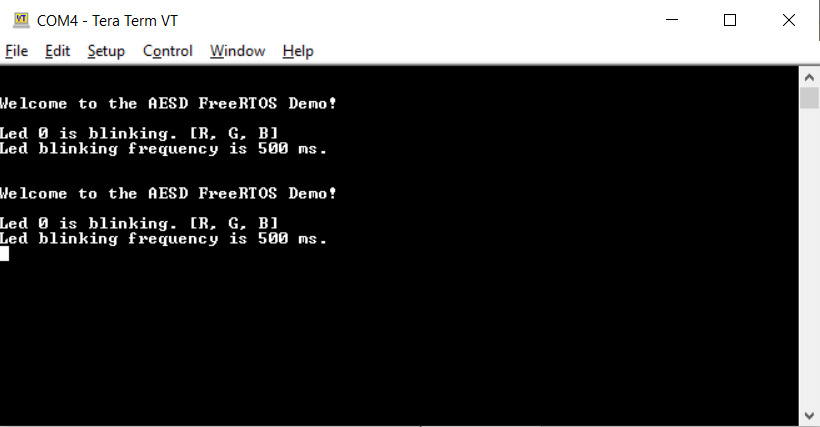 VT COM4 - Tera Term VT
File Edit Setup Control Window Help
Welcome to the AESD FreeRTOS Demo!
Led 0 is blinking. [R, G, B]
Led blinking frequency is 500 ms.
Welcome to the AESD FreeRTOS Demo!
Led 0 is blinking. [R, G, B]
Led blinking frequency is 500 ms.